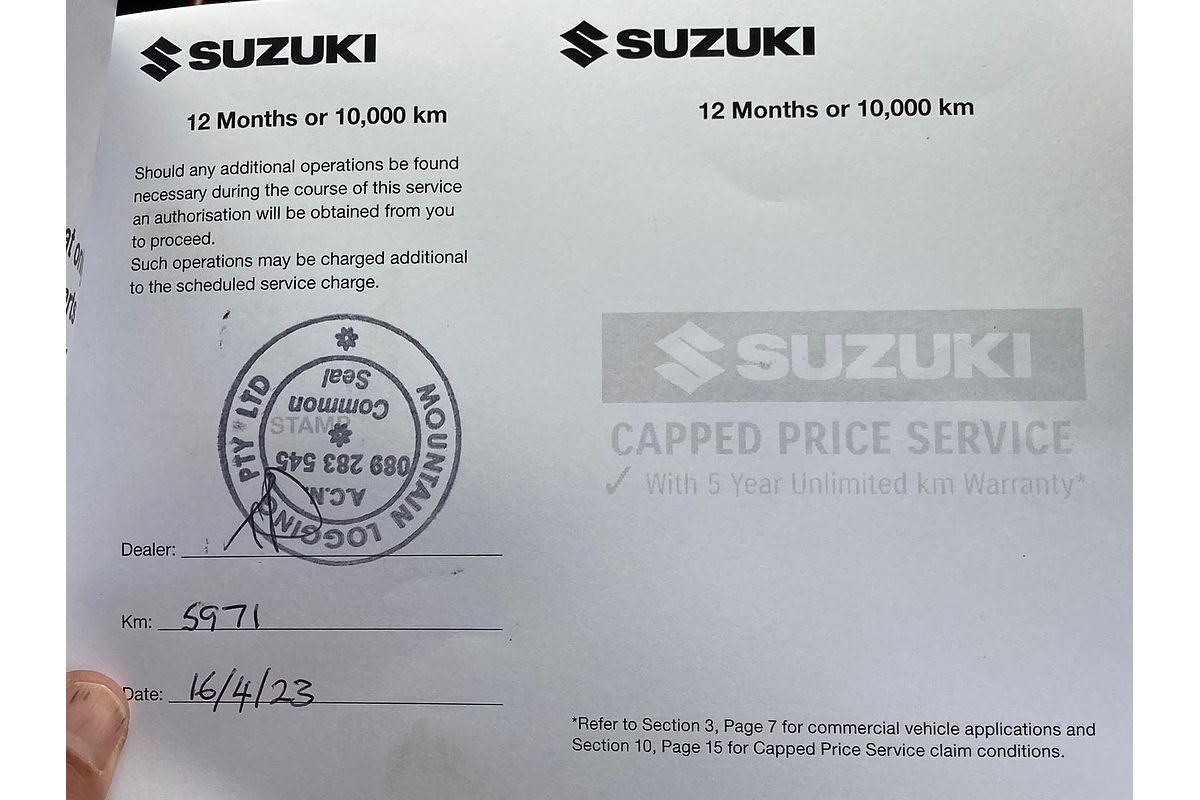 SUZUKI
12 Months or 10,000 km
Should any additional operations be found
necessary during the course of this service
an authorisation will be obtained from you
to proceed.
Such operations may be charged additional
to the scheduled service charge.
STAMP
MOUNTAIN LOGGING PTY LTD
A.C.N.
089 283 545
Common
Seal
Dealer:
Km: 5971
Date: 16/4/23
SUZUKI
12 Months or 10,000 km
SUZUKI
CAPPED PRICE SERVICE
✓ With 5 Year Unlimited km Warranty*
*Refer to Section 3, Page 7 for commercial vehicle applications and
Section 10, Page 15 for Capped Price Service claim conditions.